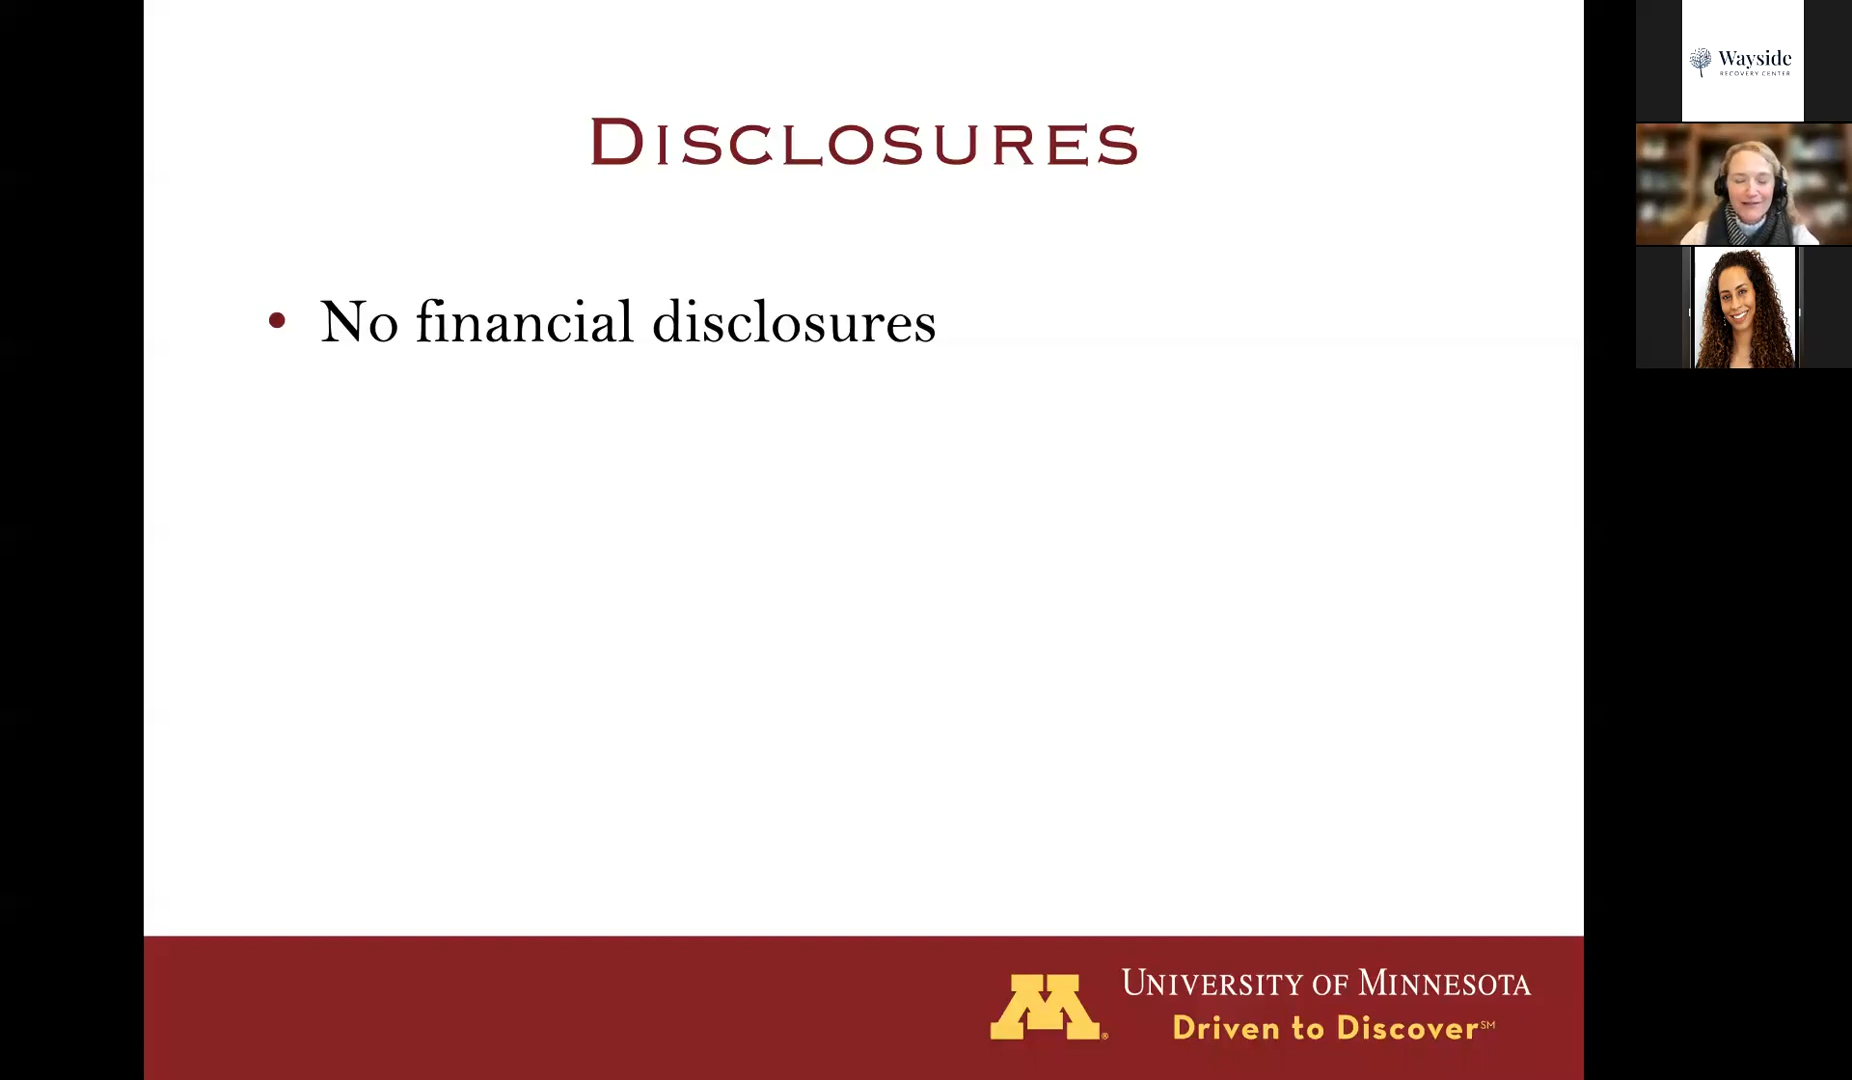 DISCLOSURES
• No financial disclosures
UNIVERSITY OF MINNESOTA
Driven to Discover℠
M®
Wayside
RECOVERY CENTER